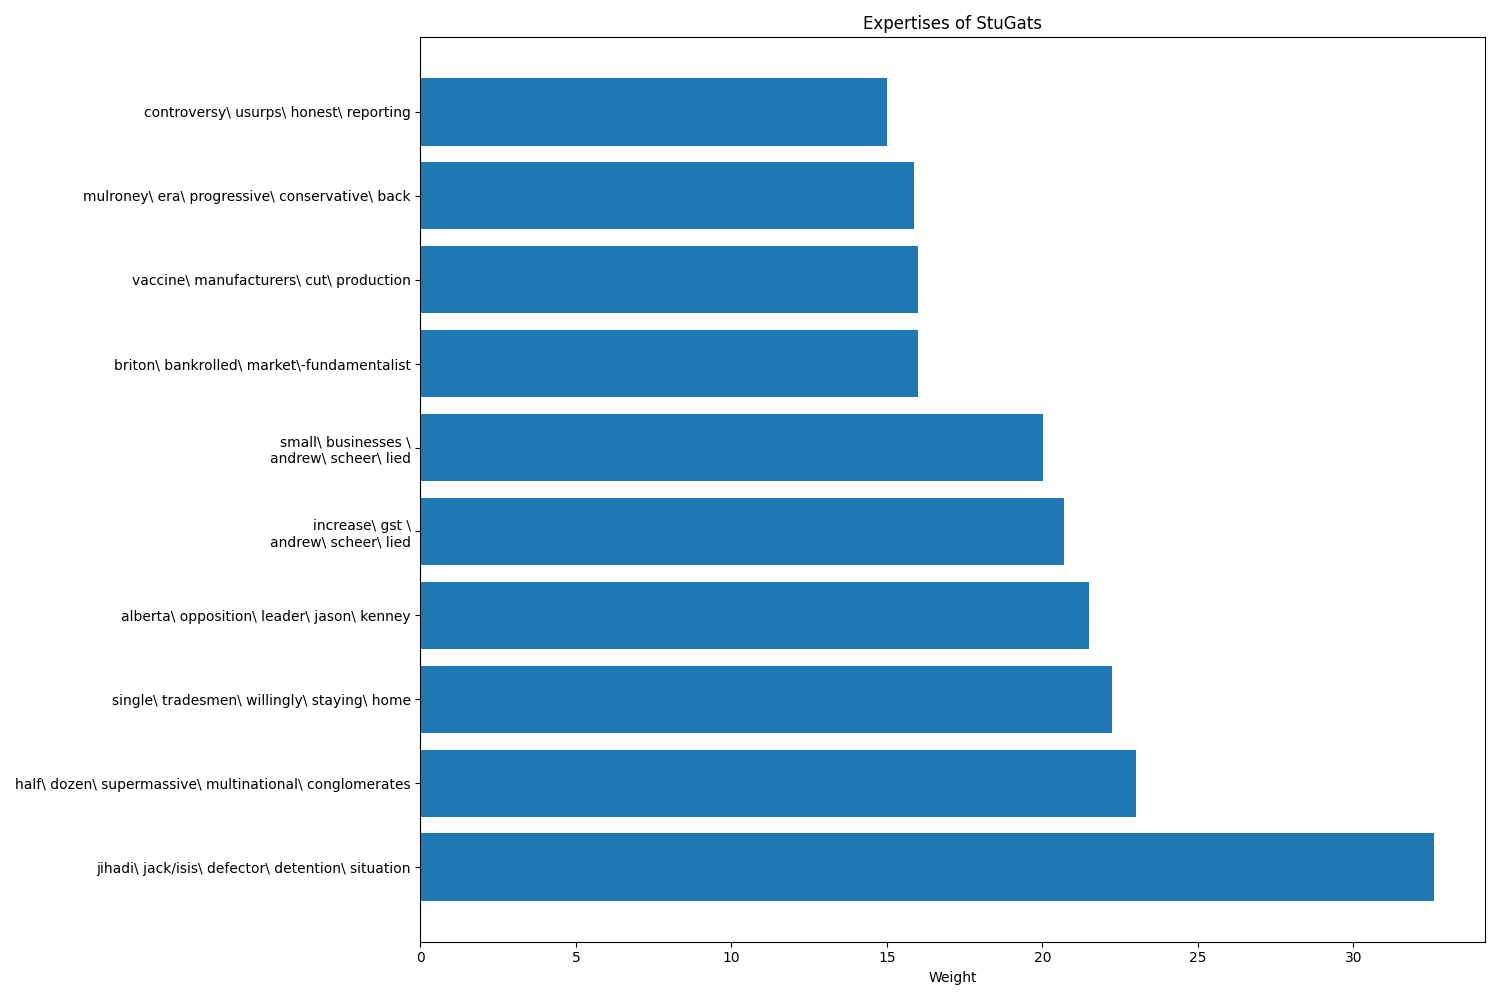 Expertises of StuGats
controversy\ usurps\ honest\ reporting
mulroney\ era\ progressive\ conservative\ back
vaccine\ manufacturers\ cut\ production
briton\ bankrolled\ market\-fundamentalist
small\ businesses \
andrew\ scheer\ lied
increase\ gst \
andrew\ scheer\ lied
alberta\ opposition\ leader\ jason\ kenney
single\ tradesmen\ willingly\ staying\ home
half\ dozen\ supermassive\ multinational\ conglomerates
jihadi\ jack/isis\ defector\ detention\ situation
0 5 10 15 20 25 30
Weight